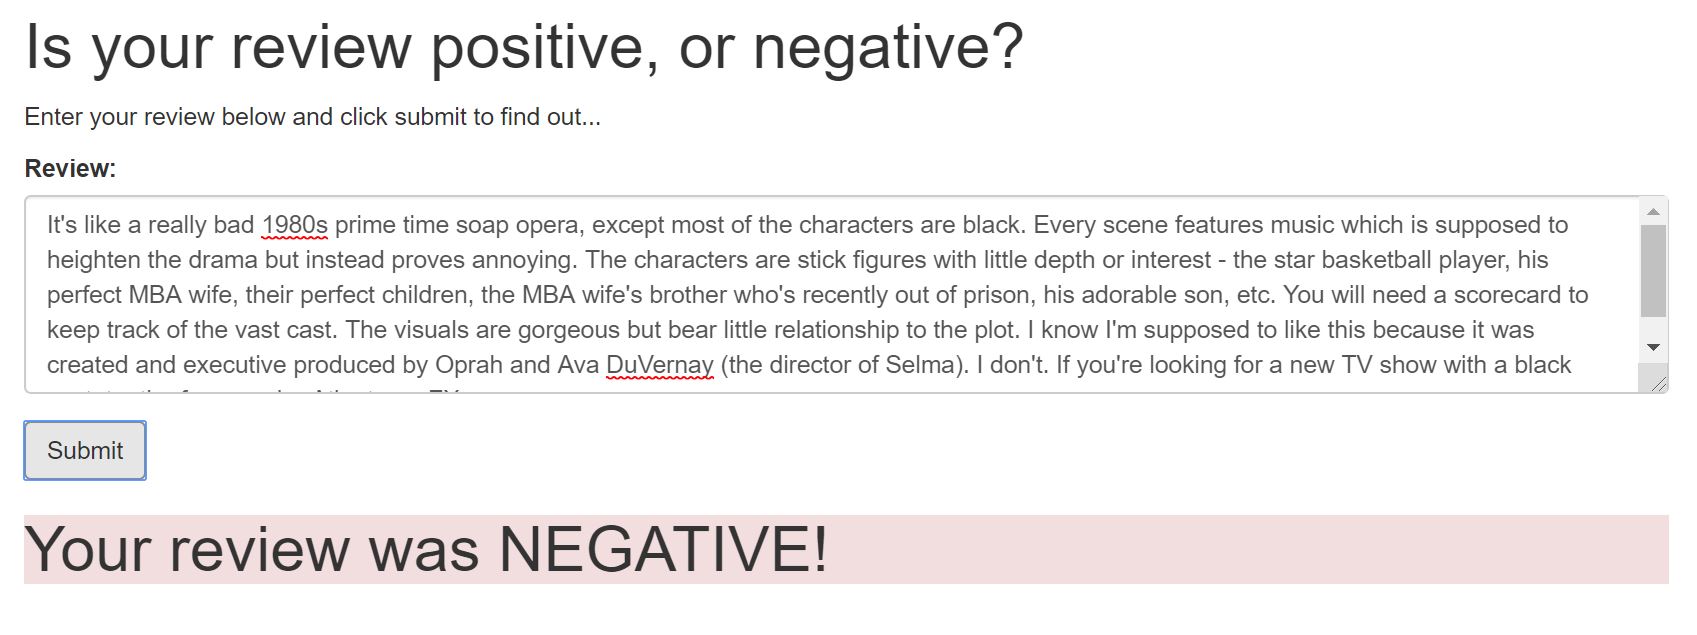 Is your review positive, or negative?
Enter your review below and click submit to find out...
Review:
It's like a really bad 1980s prime time soap opera, except most of the characters are black. Every scene features music which is supposed to
heighten the drama but instead proves annoying. The characters are stick figures with little depth or interest - the star basketball player, his
perfect MBA wife, their perfect children, the MBA wife's brother who's recently out of prison, his adorable son, etc. You will need a scorecard to
keep track of the vast cast. The visuals are gorgeous but bear little relationship to the plot. I know I'm supposed to like this because it was
created and executive produced by Oprah and Ava DuVernay (the director of Selma). I don't. If you're looking for a new TV show with a black
Submit
Your review was NEGATIVE!